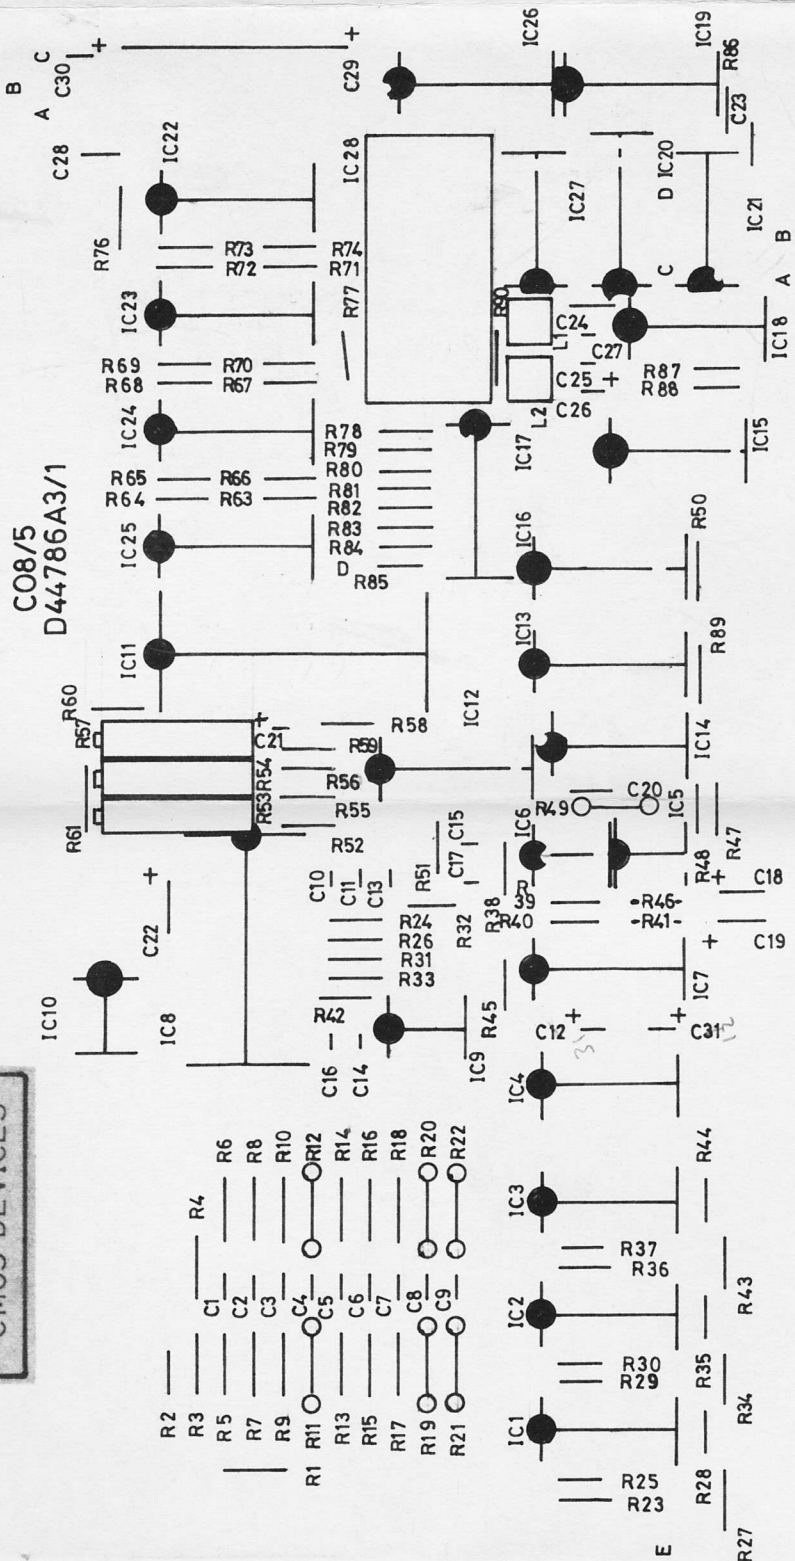 CO8/5
D44786A3/1
CMOS DEVICES
B
A
C
C30
+
+
C29
IC26
IC19
R86
C23
C28
IC22
IC28
IC27
D
IC20
IC21
R76
R73
R74
R72
R71
R77
C
A
B
IC23
R90
C24
L1
C27
IC18
R69
R70
R68
R67
C25
+
C26
L2
R87
R88
IC24
R78
R79
IC17
IC15
R65
R66
R80
R64
R63
R81
R82
R83
R84
D
R85
IC25
IC16
R50
IC11
IC13
R89
R60
R57
+
C21
R58
IC12
IC14
R59
R54
R56
R61
R53
R55
R52
R49
C20
IC5
IC6
R47
R48
C10
C11
C13
R51
C15
C17
R38
R
39
R40
-R46-
-R41-
+
C18
C19
C22
+
R24
R32
R26
R31
R33
IC10
IC8
R42
IC9
R45
IC7
+
C16
C14
C12
+
+
C31
IC4
R6
R8
R10
R12
R14
R16
R18
R20
R22
R4
R44
IC3
C1
C2
C3
C4
C5
C6
C7
C8
C9
R37
R36
R43
IC2
R2
R3
R5
R7
R9
R11
R13
R15
R17
R19
R21
R30
R29
R35
R34
R1
IC1
R25
R23
R28
R27
E